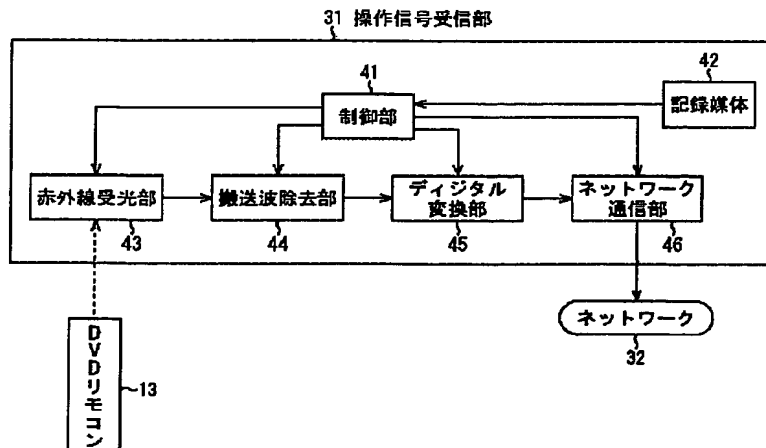 31 操作信号受信部
41
制御部
42
記録媒体
赤外線受光部
43
搬送波除去部
44
ディジタル
変換部
45
ネットワーク
通信部
46
ネットワーク
32
DVDリモコン
13